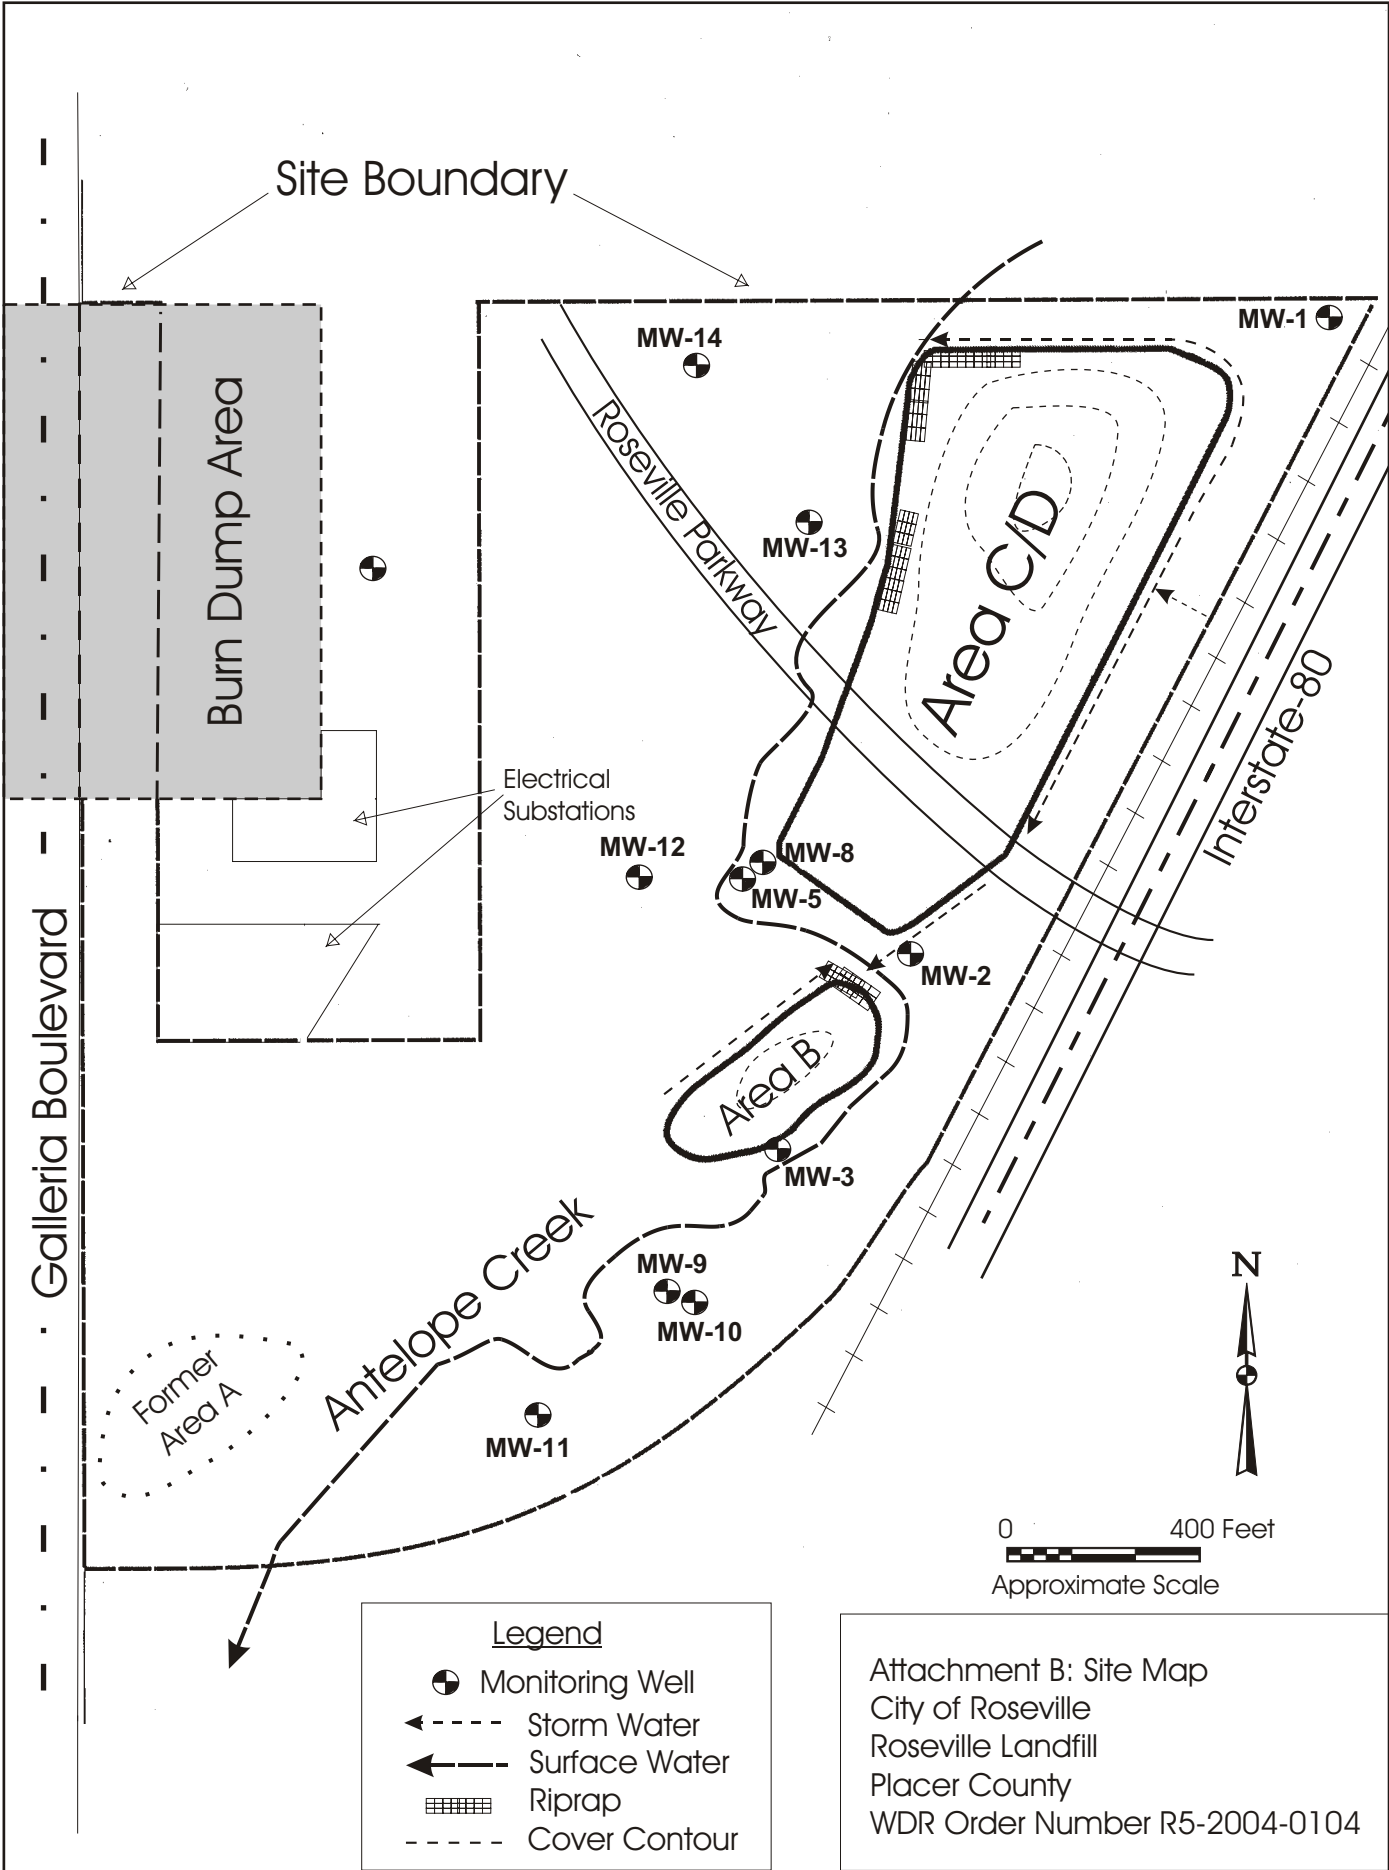 Site Boundary
MW-1
MW-14
Burn Dump Area
Roseville Parkway
MW-13
Area C/D
Interstate-80
Electrical
Substations
MW-12
MW-8
MW-5
MW-2
Galleria Boulevard
Area B
MW-3
Antelope Creek
MW-9
MW-10
N
Former
Area A
MW-11
0 400 Feet
Approximate Scale
Legend
Monitoring Well
Storm Water
Surface Water
Riprap
Cover Contour
Attachment B: Site Map
City of Roseville
Roseville Landfill
Placer County
WDR Order Number R5-2004-0104